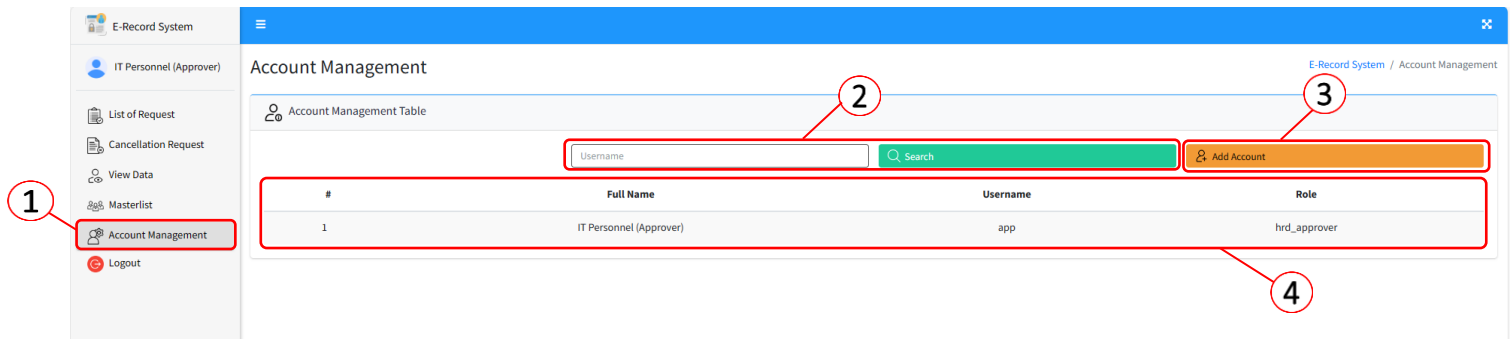 E-Record System
IT Personnel (Approver)
List of Request
Cancellation Request
View Data
Masterlist
1
Account Management
Logout
Account Management
E-Record System / Account Management
2
3
Account Management Table
Username
Search
Add Account
# Full Name Username Role
1 IT Personnel (Approver) app hrd_approver
4